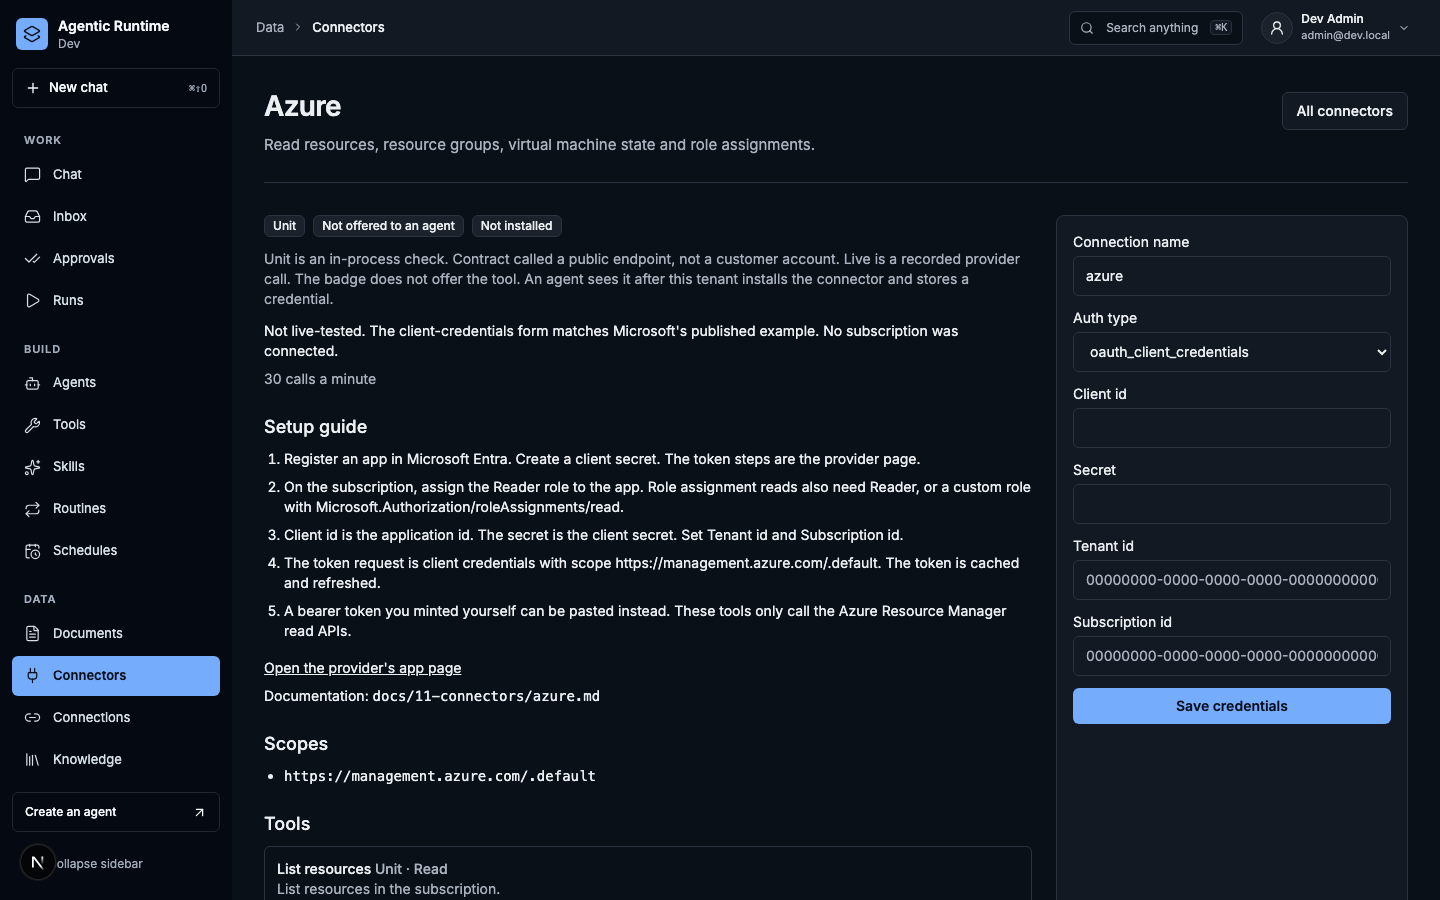 Agentic Runtime
Dev
New chat
⌘⇧O
WORK
Chat
Inbox
Approvals
Runs
BUILD
Agents
Tools
Skills
Routines
Schedules
DATA
Documents
Connectors
Connections
Knowledge
Create an agent
N
ollapse sidebar
Data
Connectors
Search anything
⌘K
Dev Admin
admin@dev.local
Azure
Read resources, resource groups, virtual machine state and role assignments.
All connectors
Unit
Not offered to an agent
Not installed
Unit is an in-process check. Contract called a public endpoint, not a customer account. Live is a recorded provider
call. The badge does not offer the tool. An agent sees it after this tenant installs the connector and stores a
credential.
Not live-tested. The client-credentials form matches Microsoft's published example. No subscription was
connected.
30 calls a minute
Setup guide
1. Register an app in Microsoft Entra. Create a client secret. The token steps are the provider page.
2. On the subscription, assign the Reader role to the app. Role assignment reads also need Reader, or a custom role
with Microsoft.Authorization/roleAssignments/read.
3. Client id is the application id. The secret is the client secret. Set Tenant id and Subscription id.
4. The token request is client credentials with scope https://management.azure.com/.default. The token is cached
and refreshed.
5. A bearer token you minted yourself can be pasted instead. These tools only call the Azure Resource Manager
read APIs.
Open the provider's app page
Documentation: docs/11-connectors/azure.md
Scopes
• https://management.azure.com/.default
Tools
List resources Unit · Read
List resources in the subscription.
Connection name
azure
Auth type
oauth_client_credentials
Client id
Secret
Tenant id
00000000-0000-0000-0000-00000000000
Subscription id
00000000-0000-0000-0000-00000000000
Save credentials